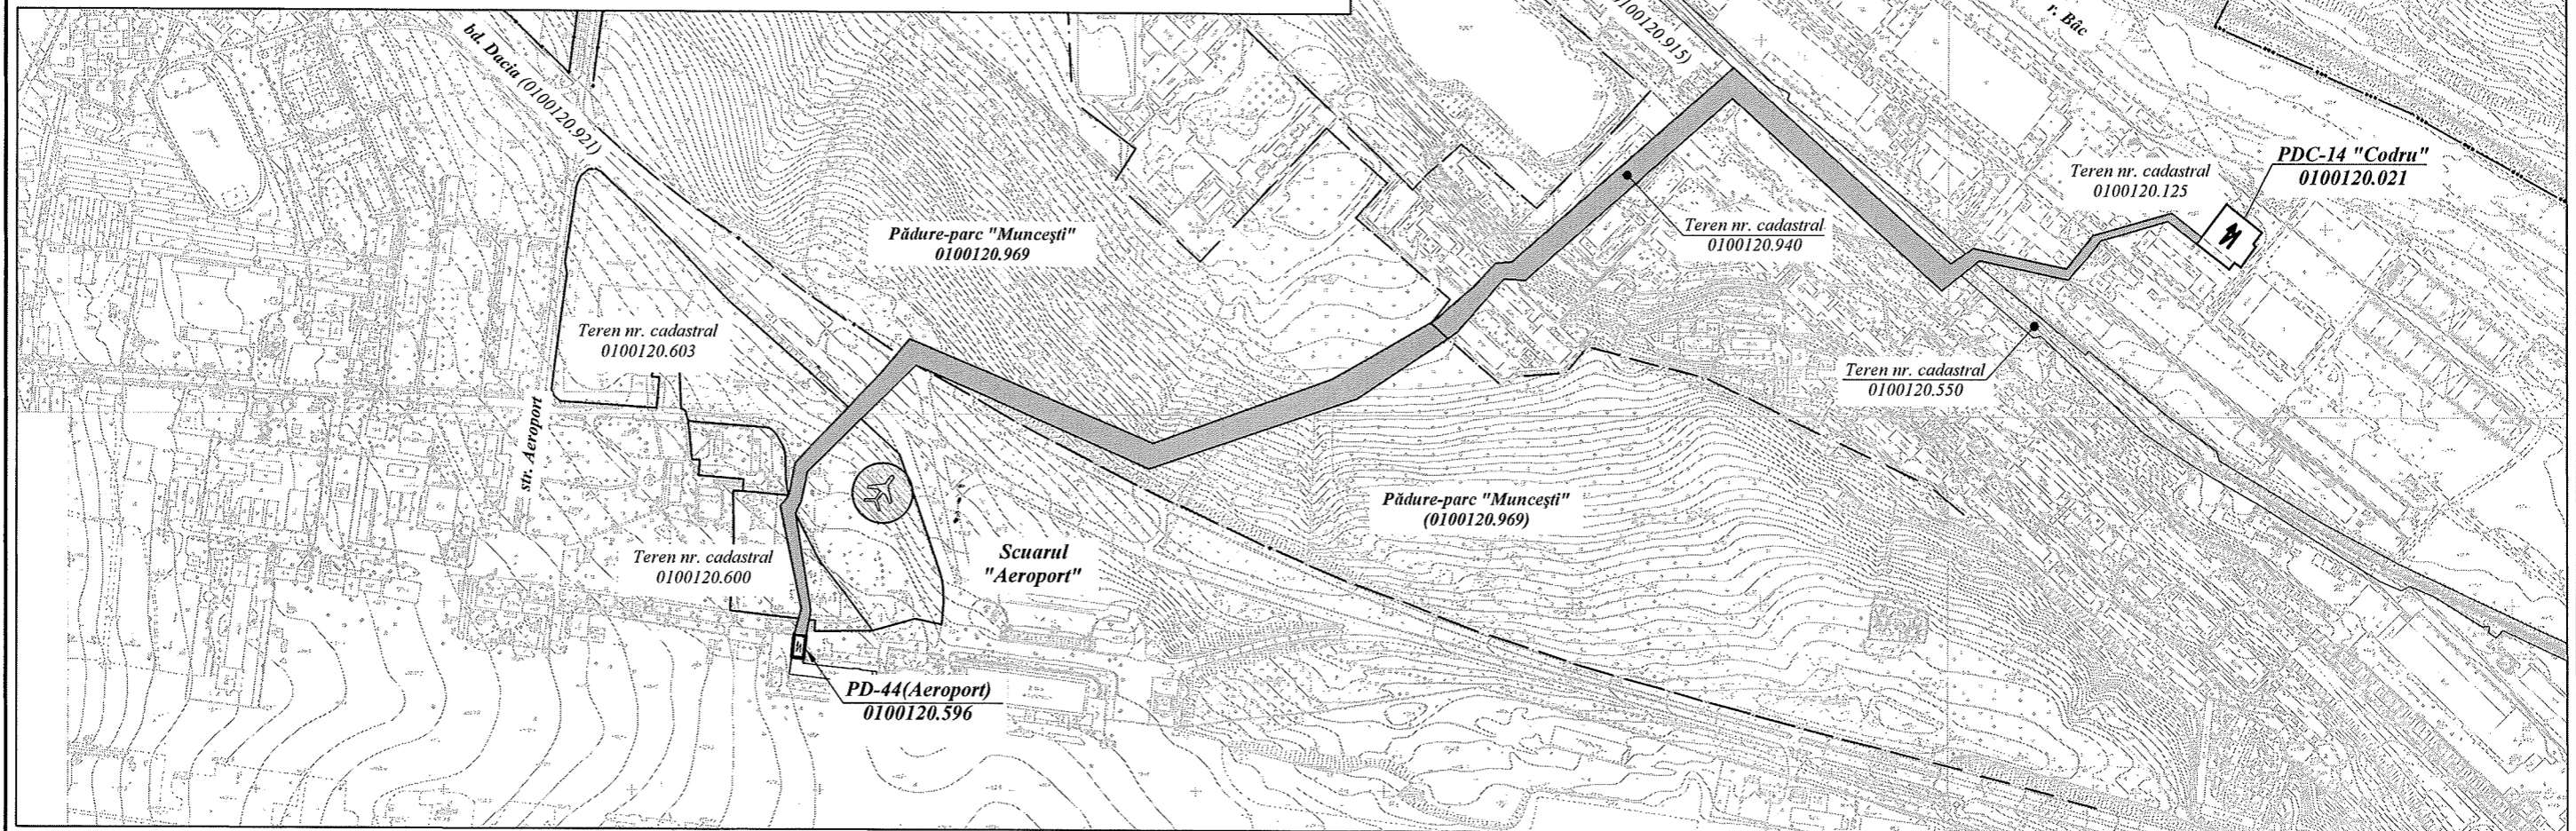 bd. Dacia (0100120.921)
0100120.915)
r. Bâc
PDC-14 "Codru"
0100120.021
Teren nr. cadastral
0100120.125
Pădure-parc "Muncești"
0100120.969
Teren nr. cadastral
0100120.940
Teren nr. cadastral
0100120.603
Teren nr. cadastral
0100120.550
str. Aeroport
Pădure-parc "Muncești"
(0100120.969)
Teren nr. cadastral
0100120.600
Scuarul
"Aeroport"
PD-44(Aeroport)
0100120.596